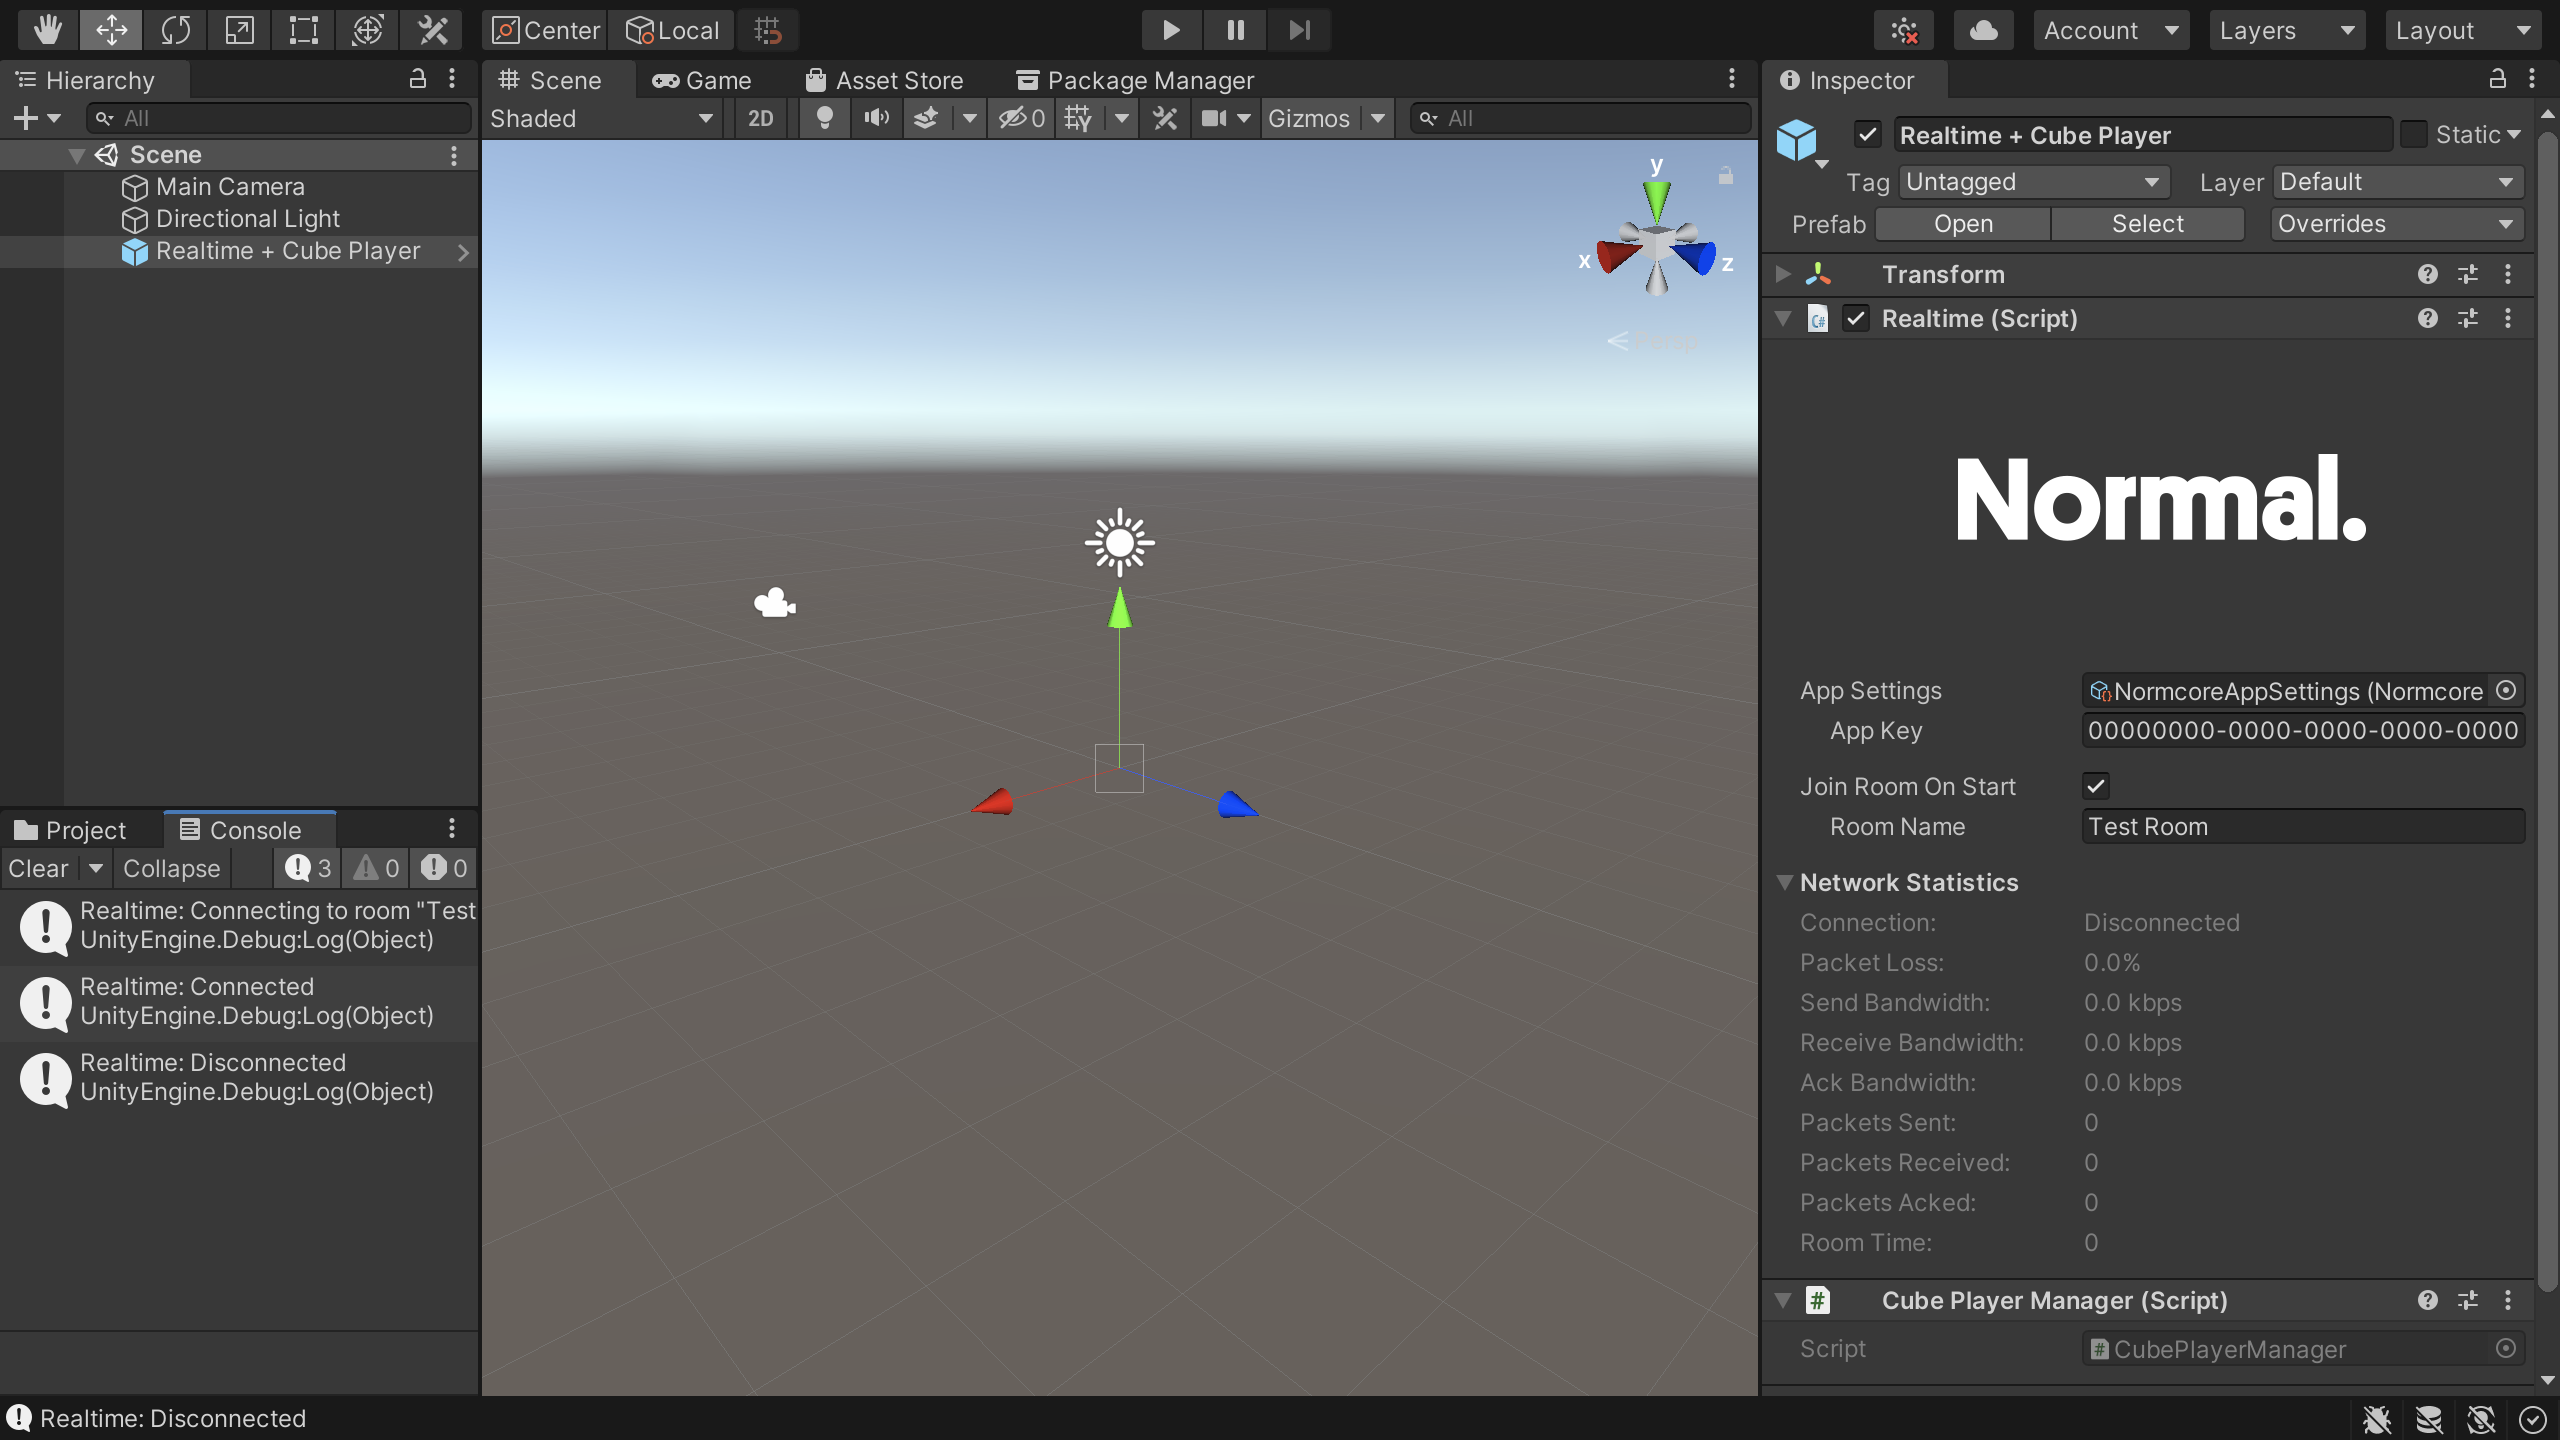 Center
Local
Account
Layers
Layout
Hierarchy
All
Scene
Main Camera
Directional Light
Realtime + Cube Player
Scene
Game
Asset Store
Package Manager
Shaded
2D
0
Gizmos
All
y
x
z
Persp
Project
Console
Clear
Collapse
3
0
0
Realtime: Connecting to room "Test
UnityEngine.Debug:Log(Object)
Realtime: Connected
UnityEngine.Debug:Log(Object)
Realtime: Disconnected
UnityEngine.Debug:Log(Object)
Inspector
Realtime + Cube Player
Static
Tag
Untagged
Layer
Default
Prefab
Open
Select
Overrides
Transform
C#
Realtime (Script)
Normal.
App Settings
NormcoreAppSettings (Normcore
App Key
00000000-0000-0000-0000-0000
Join Room On Start
Room Name
Test Room
Network Statistics
Connection:
Disconnected
Packet Loss:
0.0%
Send Bandwidth:
0.0 kbps
Receive Bandwidth:
0.0 kbps
Ack Bandwidth:
0.0 kbps
Packets Sent:
0
Packets Received:
0
Packets Acked:
0
Room Time:
0
#
Cube Player Manager (Script)
Script
# CubePlayerManager
Realtime: Disconnected